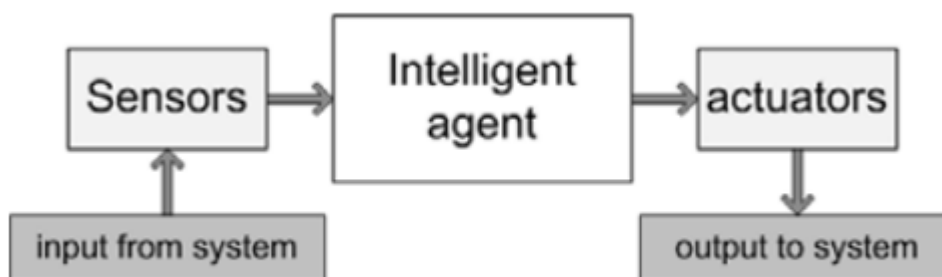 Sensors
Intelligent
agent
actuators
input from system
output to system